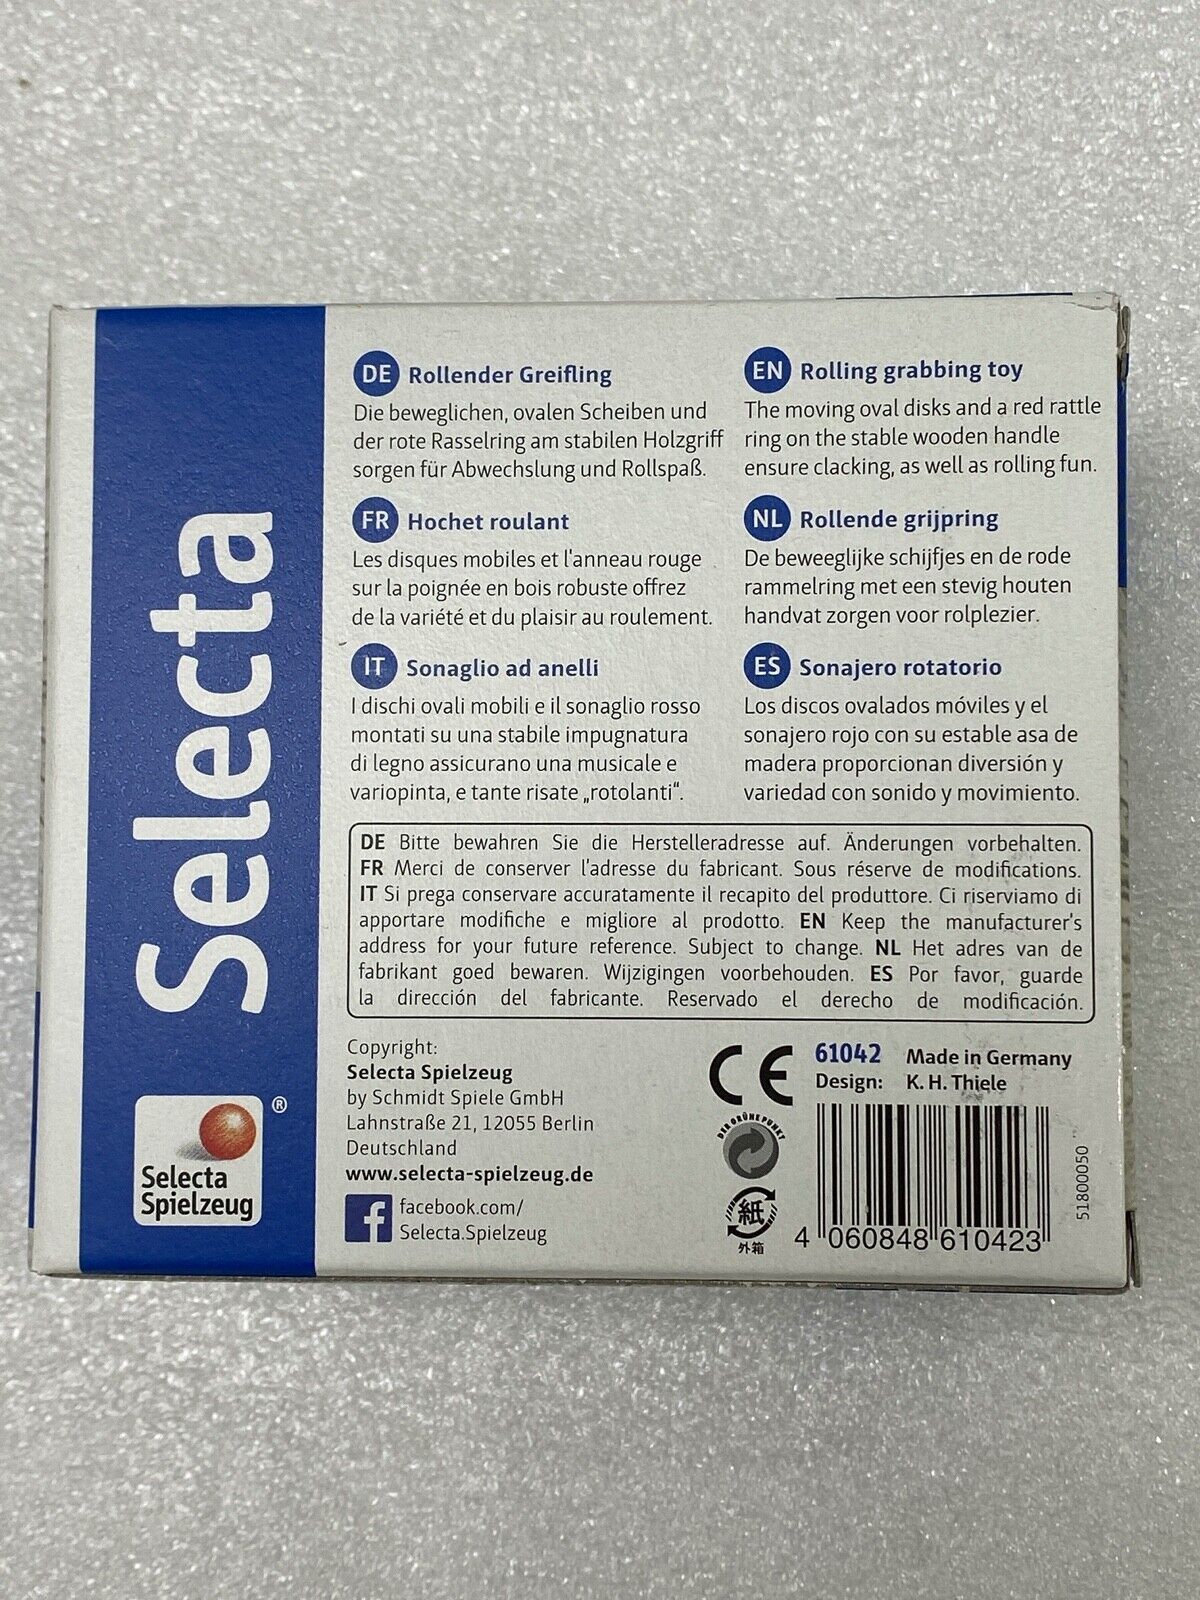 Selecta
Selecta
Spielzeug
®
DE Rollender Greifling
Die beweglichen, ovalen Scheiben und
der rote Rasselring am stabilen Holzgriff
sorgen für Abwechslung und Rollspaß.
EN Rolling grabbing toy
The moving oval disks and a red rattle
ring on the stable wooden handle
ensure clacking, as well as rolling fun.
FR Hochet roulant
Les disques mobiles et l'anneau rouge
sur la poignée en bois robuste offrez
de la variété et du plaisir au roulement.
NL Rollende grijpring
De beweeglijke schijfjes en de rode
rammelring met een stevig houten
handvat zorgen voor rolplezier.
IT Sonaglio ad anelli
I dischi ovali mobili e il sonaglio rosso
montati su una stabile impugnatura
di legno assicurano una musicale e
variopinta, e tante risate „rotolanti“.
ES Sonajero rotatorio
Los discos ovalados móviles y el
sonajero rojo con su estable asa de
madera proporcionan diversión y
variedad con sonido y movimiento.
DE Bitte bewahren Sie die Herstelleradresse auf. Änderungen vorbehalten.
FR Merci de conserver l'adresse du fabricant. Sous réserve de modifications.
IT Si prega conservare accuratamente il recapito del produttore. Ci riserviamo di
apportare modifiche e migliore al prodotto. EN Keep the manufacturer's
address for your future reference. Subject to change. NL Het adres van de
fabrikant goed bewaren. Wijzigingen voorbehouden. ES Por favor, guarde
la dirección del fabricante. Reservado el derecho de modificación.
Copyright:
Selecta Spielzeug
by Schmidt Spiele GmbH
Lahnstraße 21, 12055 Berlin
Deutschland
www.selecta-spielzeug.de
facebook.com/
Selecta.Spielzeug
CE
61042 Made in Germany
Design: K. H. Thiele
DER GRÜNE PUNKT
紙
外箱
4 060848 610423
51800050